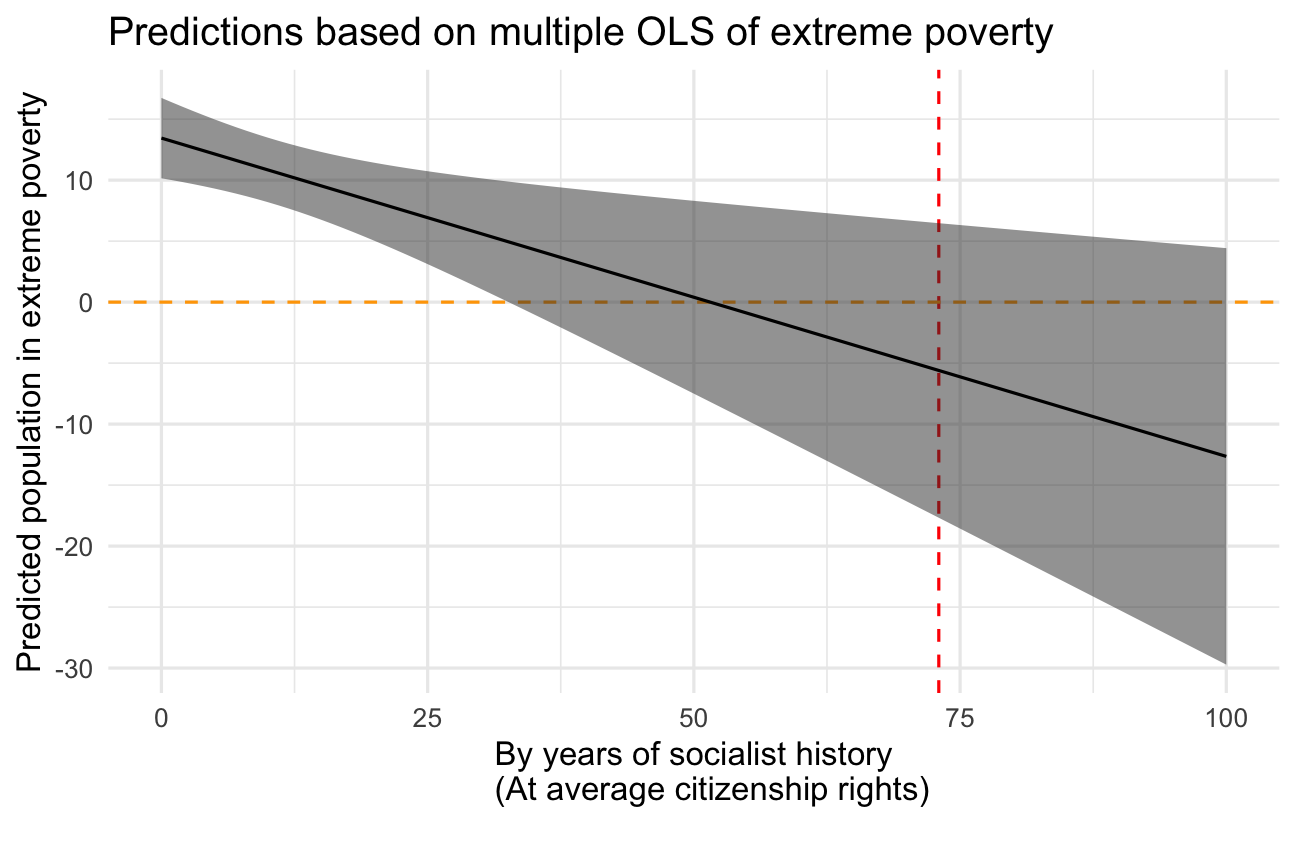 Predictions based on multiple OLS of extreme poverty
Predicted population in extreme poverty
10
0
-10
-20
-30
0
25
50
75
100
By years of socialist history
(At average citizenship rights)